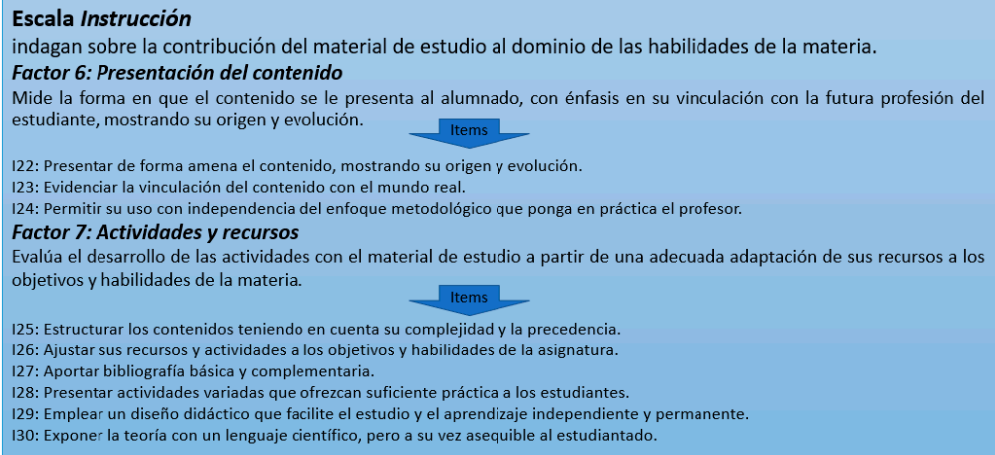 Escala Instrucción
indagan sobre la contribución del material de estudio al dominio de las habilidades de la materia.
Factor 6: Presentación del contenido
Mide la forma en que el contenido se le presenta al alumnado, con énfasis en su vinculación con la futura profesión del
estudiante, mostrando su origen y evolución.
Items
I22: Presentar de forma amena el contenido, mostrando su origen y evolución.
I23: Evidenciar la vinculación del contenido con el mundo real.
I24: Permitir su uso con independencia del enfoque metodológico que ponga en práctica el profesor.
Factor 7: Actividades y recursos
Evalúa el desarrollo de las actividades con el material de estudio a partir de una adecuada adaptación de sus recursos a los
objetivos y habilidades de la materia.
Items
I25: Estructurar los contenidos teniendo en cuenta su complejidad y la precedencia.
I26: Ajustar sus recursos y actividades a los objetivos y habilidades de la asignatura.
I27: Aportar bibliografía básica y complementaria.
I28: Presentar actividades variadas que ofrezcan suficiente práctica a los estudiantes.
I29: Emplear un diseño didáctico que facilite el estudio y el aprendizaje independiente y permanente.
I30: Exponer la teoría con un lenguaje científico, pero a su vez asequible al estudiantado.